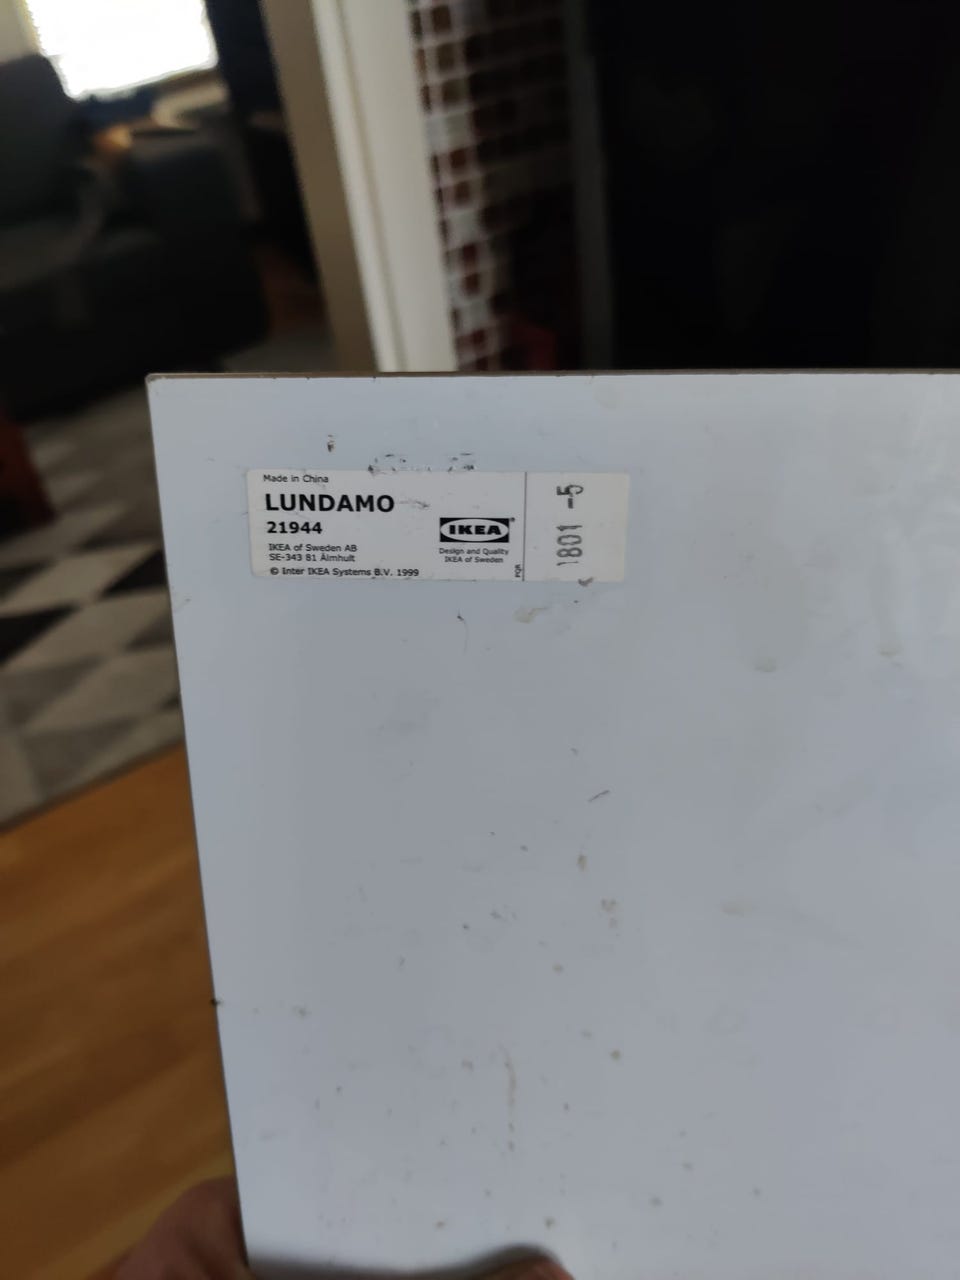 Made in China
LUNDAMO
21944
IKEA of Sweden AB
SE-343 81 Älmhult
© Inter IKEA Systems B.V. 1999
IKEA®
Design and Quality
IKEA of Sweden
PQR
1801 -5